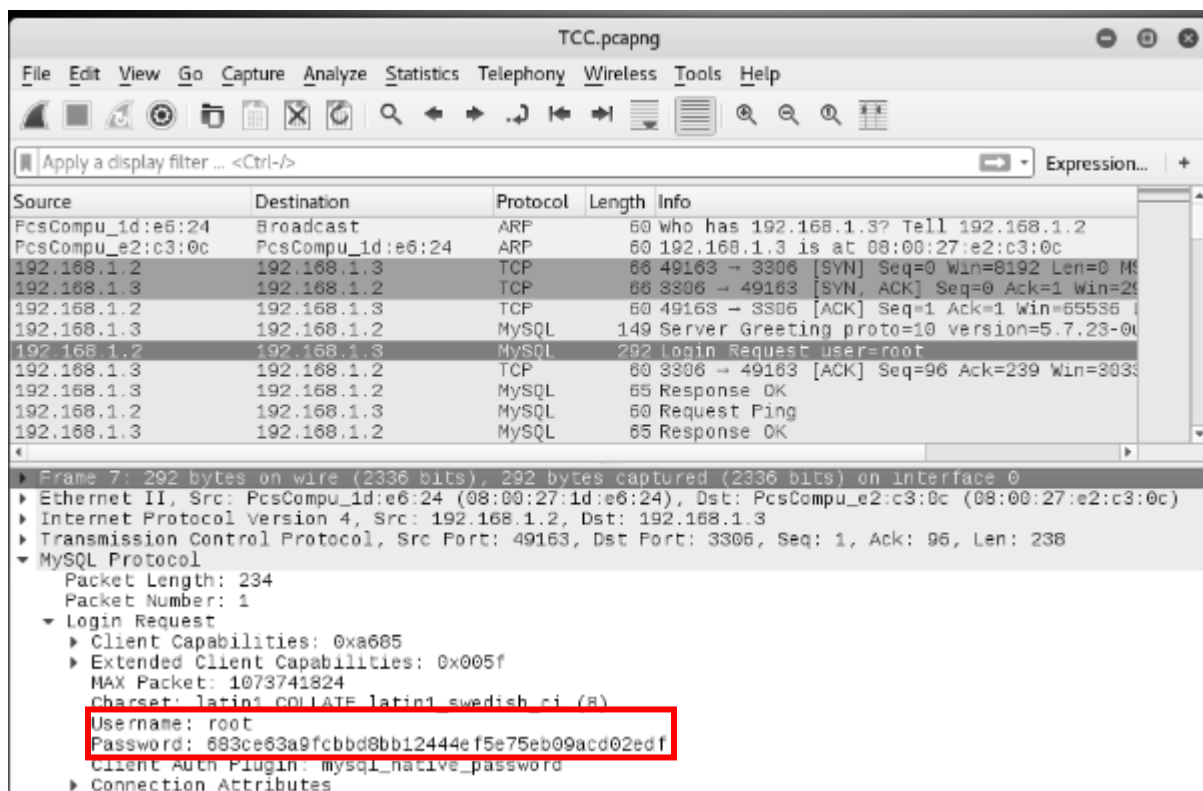 TCC.pcapng
File Edit View Go Capture Analyze Statistics Telephony Wireless Tools Help
Apply a display filter ... <Ctrl-/>
Expression... +
Source Destination Protocol Length Info
PcsCompu_1d:e6:24 Broadcast ARP 60 Who has 192.168.1.3? Tell 192.168.1.2
PcsCompu_e2:c3:0c PcsCompu_1d:e6:24 ARP 60 192.168.1.3 is at 08:00:27:e2:c3:0c
192.168.1.2 192.168.1.3 TCP 66 49163 → 3306 [SYN] Seq=0 Win=8192 Len=0 MS
192.168.1.3 192.168.1.2 TCP 66 3306 → 49163 [SYN, ACK] Seq=0 Ack=1 Win=29
192.168.1.2 192.168.1.3 TCP 60 49163 → 3306 [ACK] Seq=1 Ack=1 Win=65536
192.168.1.3 192.168.1.2 MySQL 149 Server Greeting proto=10 version=5.7.23-0u
192.168.1.2 192.168.1.3 MySQL 292 Login Request user=root
192.168.1.3 192.168.1.2 TCP 60 3306 → 49163 [ACK] Seq=96 Ack=239 Win=3033
192.168.1.3 192.168.1.2 MySQL 65 Response OK
192.168.1.2 192.168.1.3 MySQL 60 Request Ping
192.168.1.3 192.168.1.2 MySQL 65 Response OK
Frame 7: 292 bytes on wire (2336 bits), 292 bytes captured (2336 bits) on interface 0
Ethernet II, Src: PcsCompu_1d:e6:24 (08:00:27:1d:e6:24), Dst: PcsCompu_e2:c3:0c (08:00:27:e2:c3:0c)
Internet Protocol Version 4, Src: 192.168.1.2, Dst: 192.168.1.3
Transmission Control Protocol, Src Port: 49163, Dst Port: 3306, Seq: 1, Ack: 96, Len: 238
MySQL Protocol
Packet Length: 234
Packet Number: 1
Login Request
Client Capabilities: 0xa685
Extended Client Capabilities: 0x005f
MAX Packet: 1073741824
Charset: latin1 COLLATE latin1_swedish_ci (8)
Username: root
Password: 683ce63a9fcbbd8bb12444ef5e75eb09acd02edf
Client Auth Plugin: mysql_native_password
Connection Attributes